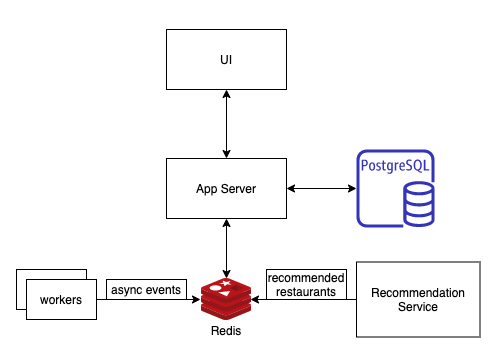 UI
App Server
PostgreSQL
workers
async events
Redis
recommended
restaurants
Recommendation
Service